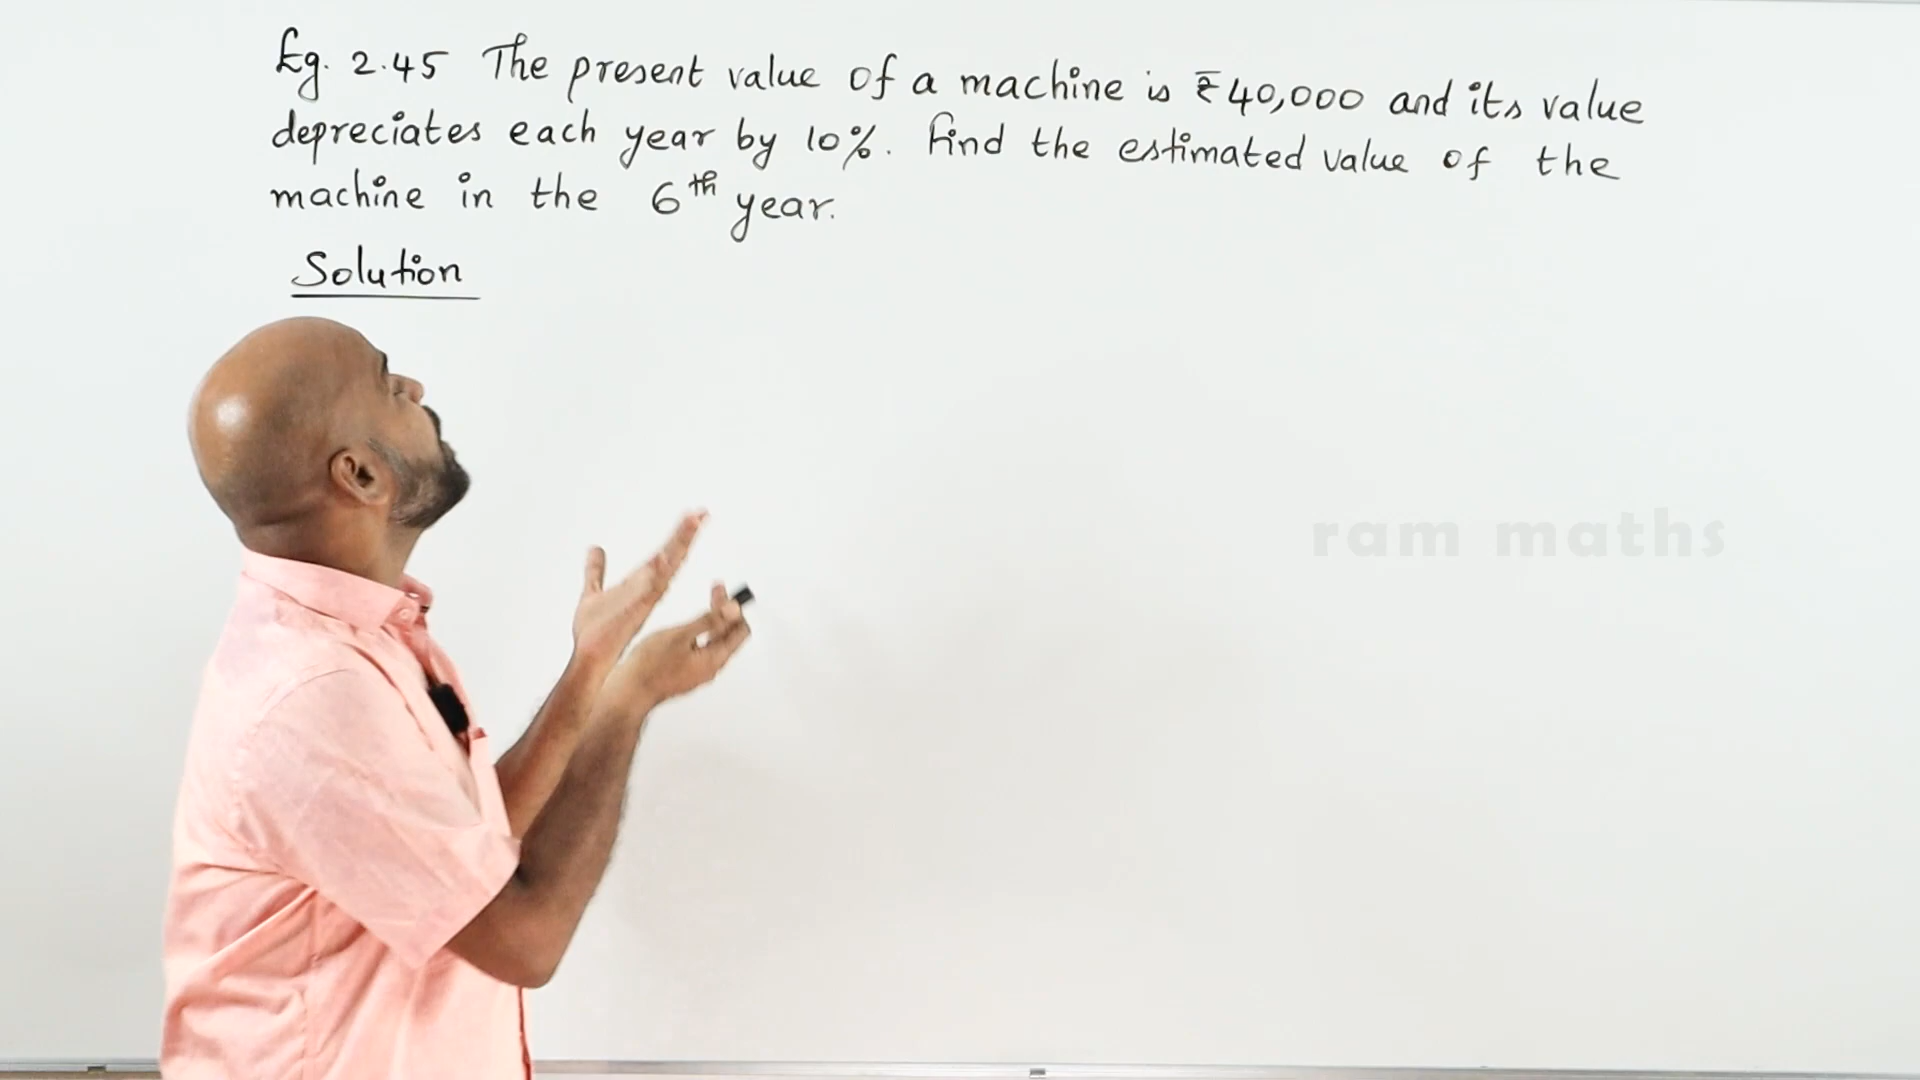 Eg. 2.45 The present value of a machine is ₹40,000 and its value
depreciates each year by 10%. Find the estimated value of the
machine in the 6th year.
Solution
ram maths